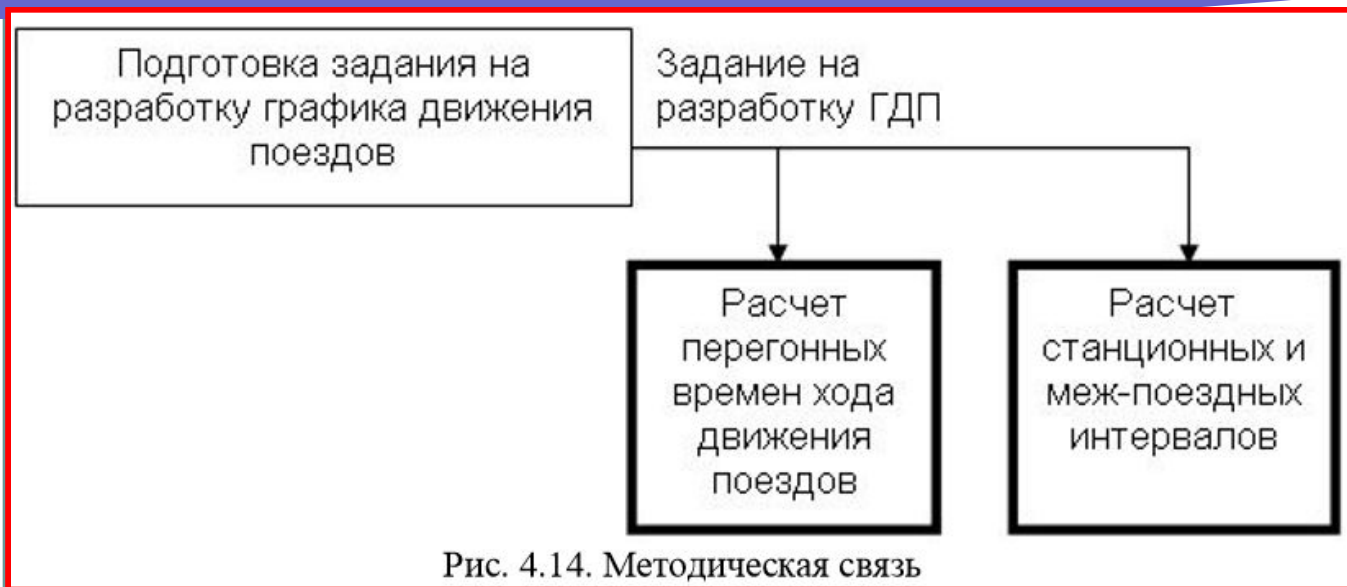 Подготовка задания на
разработку графика движения
поездов
Задание на
разработку ГДП
Расчет
перегонных
времен хода
движения
поездов
Расчет
станционных и
меж-поездных
интервалов
Рис. 4.14. Методическая связь